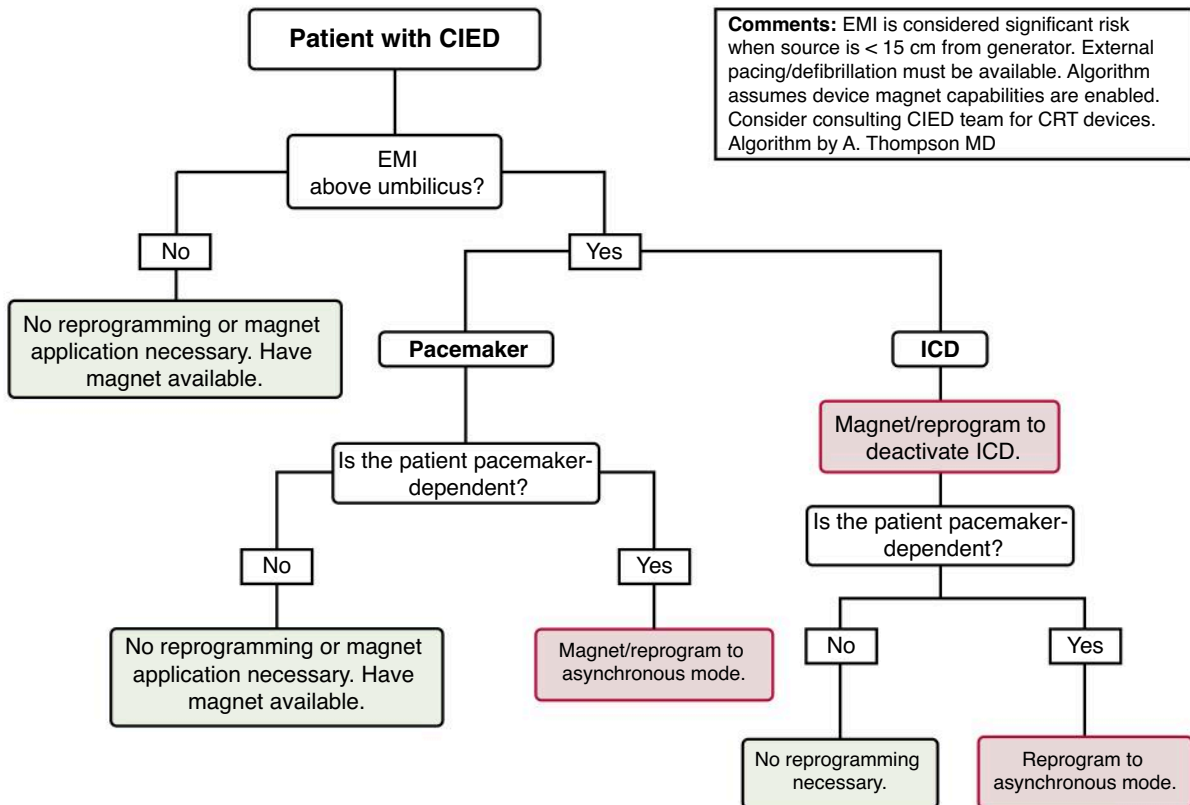 Patient with CIED
Comments: EMI is considered significant risk
when source is < 15 cm from generator. External
pacing/defibrillation must be available. Algorithm
assumes device magnet capabilities are enabled.
Consider consulting CIED team for CRT devices.
Algorithm by A. Thompson MD
EMI
above umbilicus?
No
Yes
No reprogramming or magnet
application necessary. Have
magnet available.
Pacemaker
ICD
Magnet/reprogram to
deactivate ICD.
Is the patient pacemaker-
dependent?
Is the patient pacemaker-
dependent?
No
Yes
No
Yes
No reprogramming or magnet
application necessary. Have
magnet available.
Magnet/reprogram to
asynchronous mode.
No reprogramming
necessary.
Reprogram to
asynchronous mode.